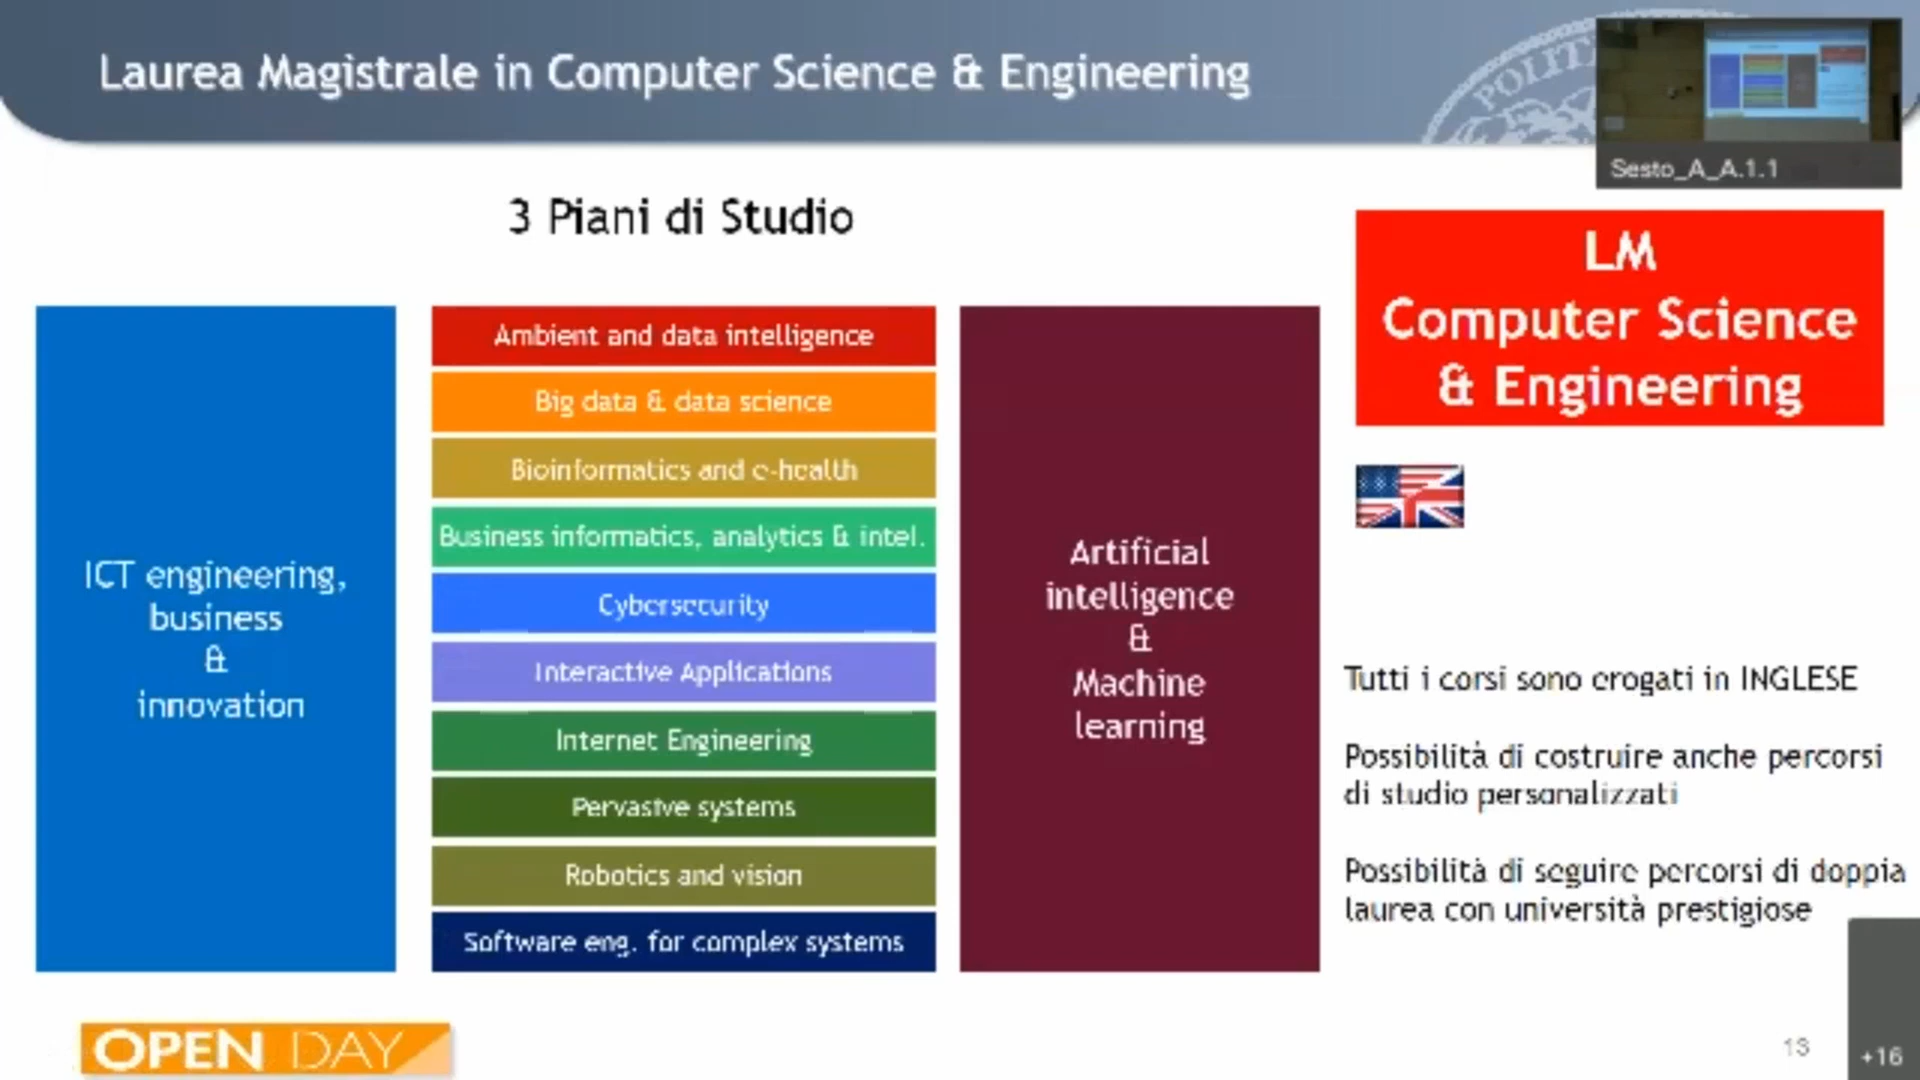 Laurea Magistrale in Computer Science & Engineering
POLIT
Sesto_A_A.1.1
3 Piani di Studio
LM
Computer Science
& Engineering
ICT engineering,
business
&
innovation
Ambient and data intelligence
Big data & data science
Bioinformatics and e-health
Business informatics, analytics & intel.
Cybersecurity
Interactive Applications
Internet Engineering
Pervasive systems
Robotics and vision
Software eng. for complex systems
Artificial
intelligence
&
Machine
learning
Tutti i corsi sono erogati in INGLESE
Possibilità di costruire anche percorsi
di studio personalizzati
Possibilità di seguire percorsi di doppia
laurea con università prestigiose
OPEN DAY
13
+16